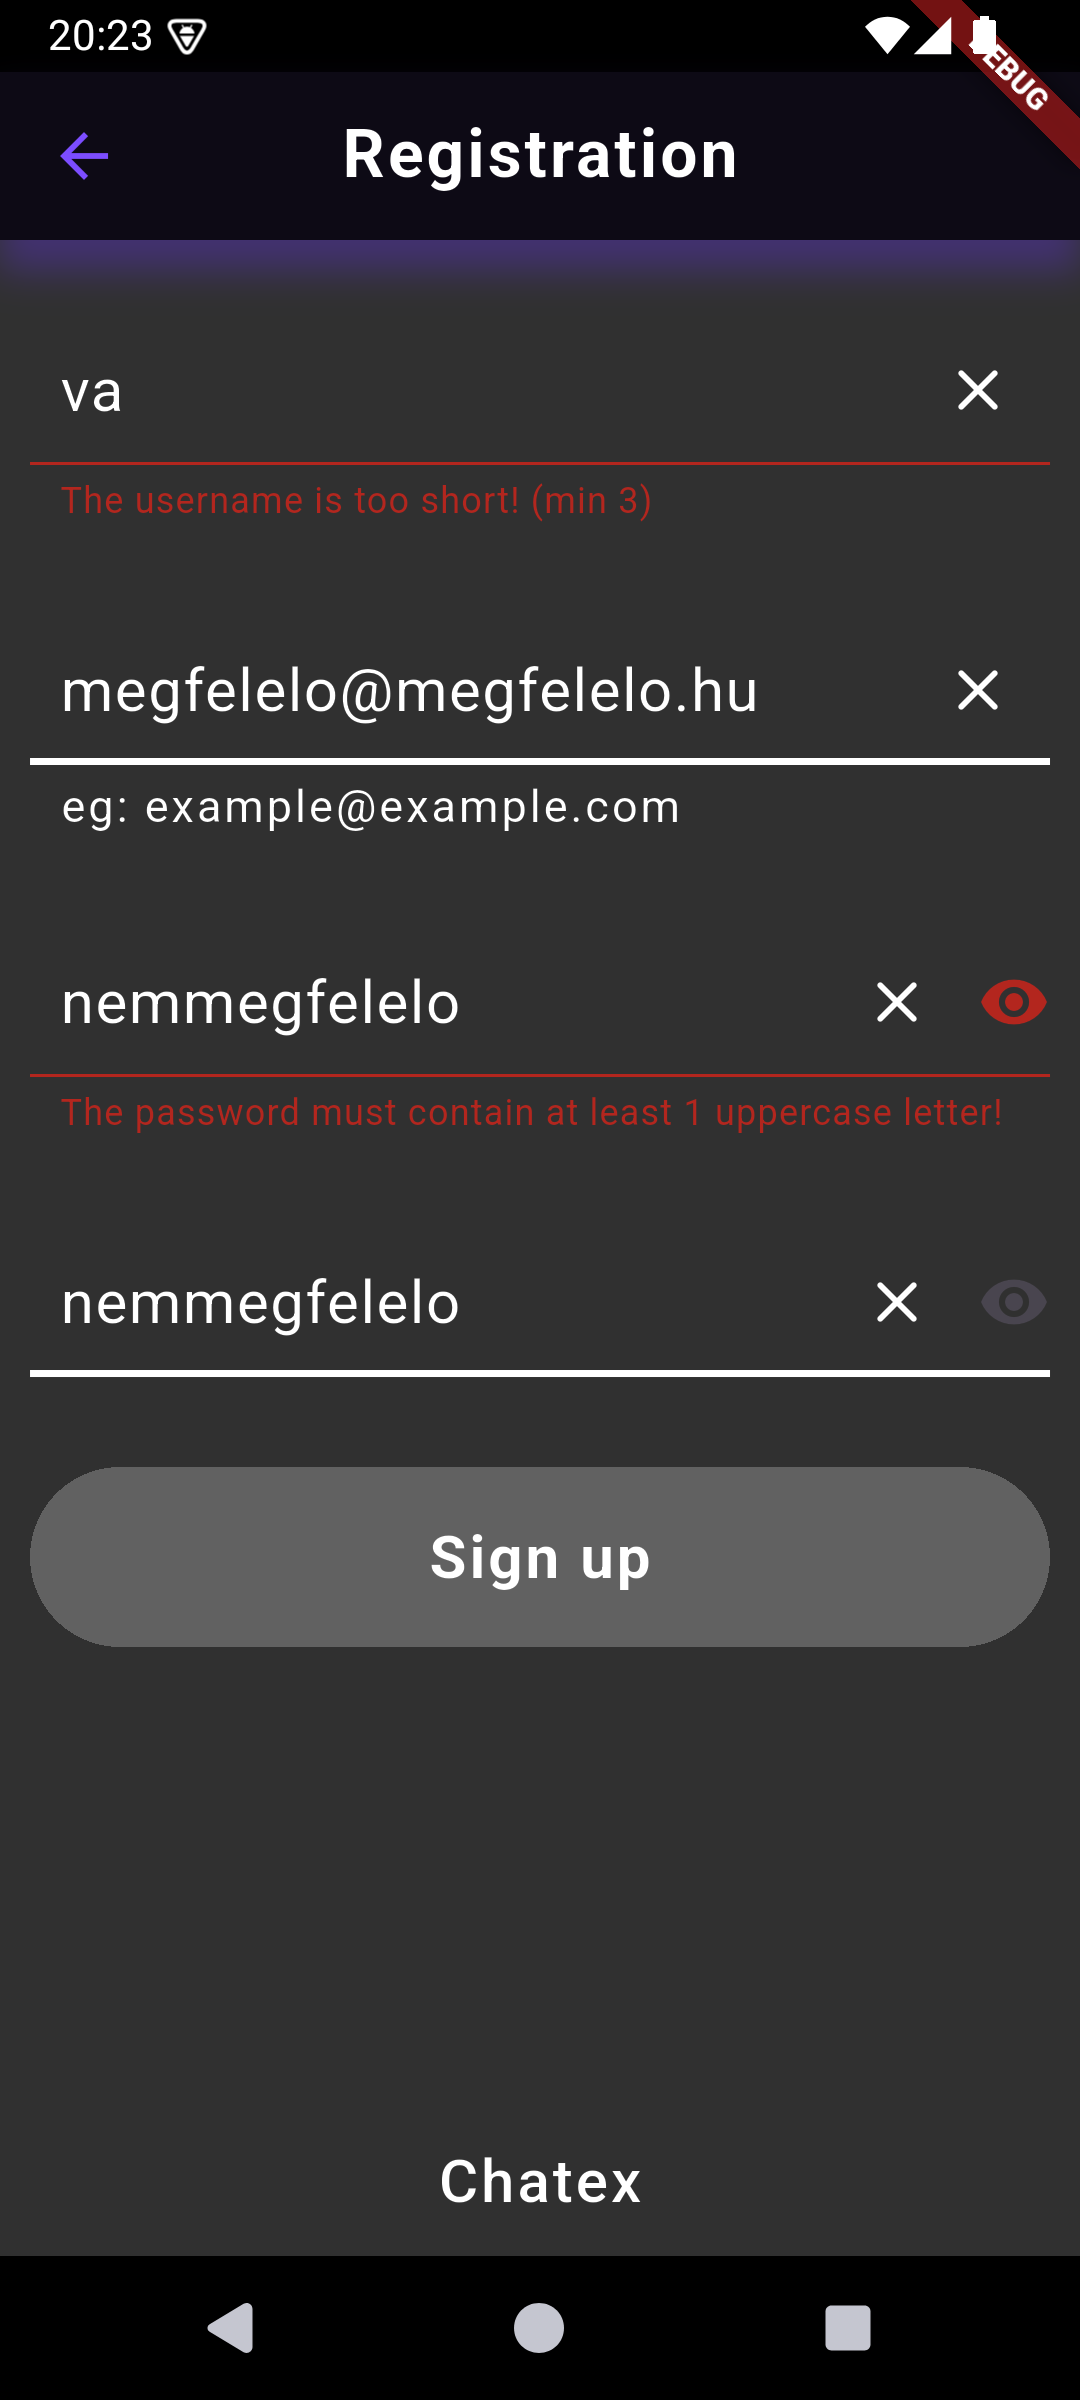 20:23
EBUG
Registration
va
The username is too short! (min 3)
megfelelo@megfelelo.hu
eg: example@example.com
nemmegfelelo
The password must contain at least 1 uppercase letter!
nemmegfelelo
Sign up
Chatex